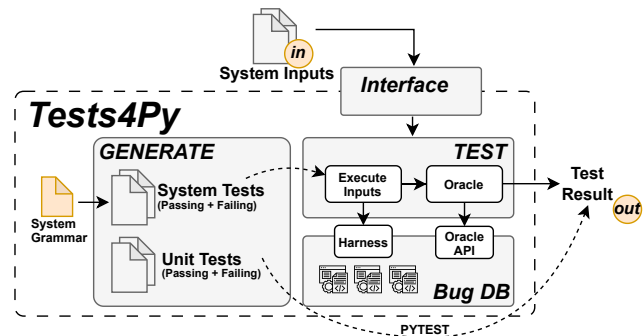 in
System Inputs
Interface
Tests4Py
GENERATE
TEST
System Tests
(Passing + Failing)
Execute
Inputs
Oracle
Test
Result
out
System
Grammar
Unit Tests
(Passing + Failing)
Harness
Oracle
API
Bug DB
PYTEST